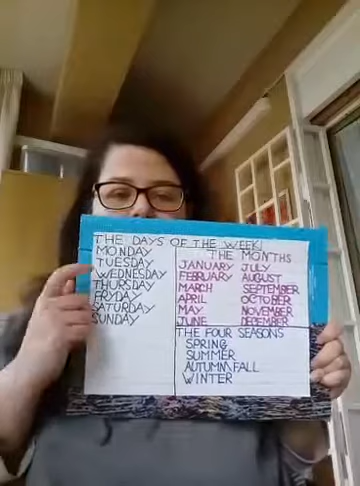 THE DAYS OF THE WEEK!
MONDAY
TUESDAY
WEDNESDAY
THURSDAY
FRYDAY
SATURDAY
SUNDAY
THE MONTHS
JANUARY JULY
FEBRUARY AUGUST
MARCH SEPTEMBER
APRIL OCTOBER
MAY NOVEMBER
JUNE
THE FOUR SEASONS
SPRING
SUMMER
AUTUMN/FALL
WINTER